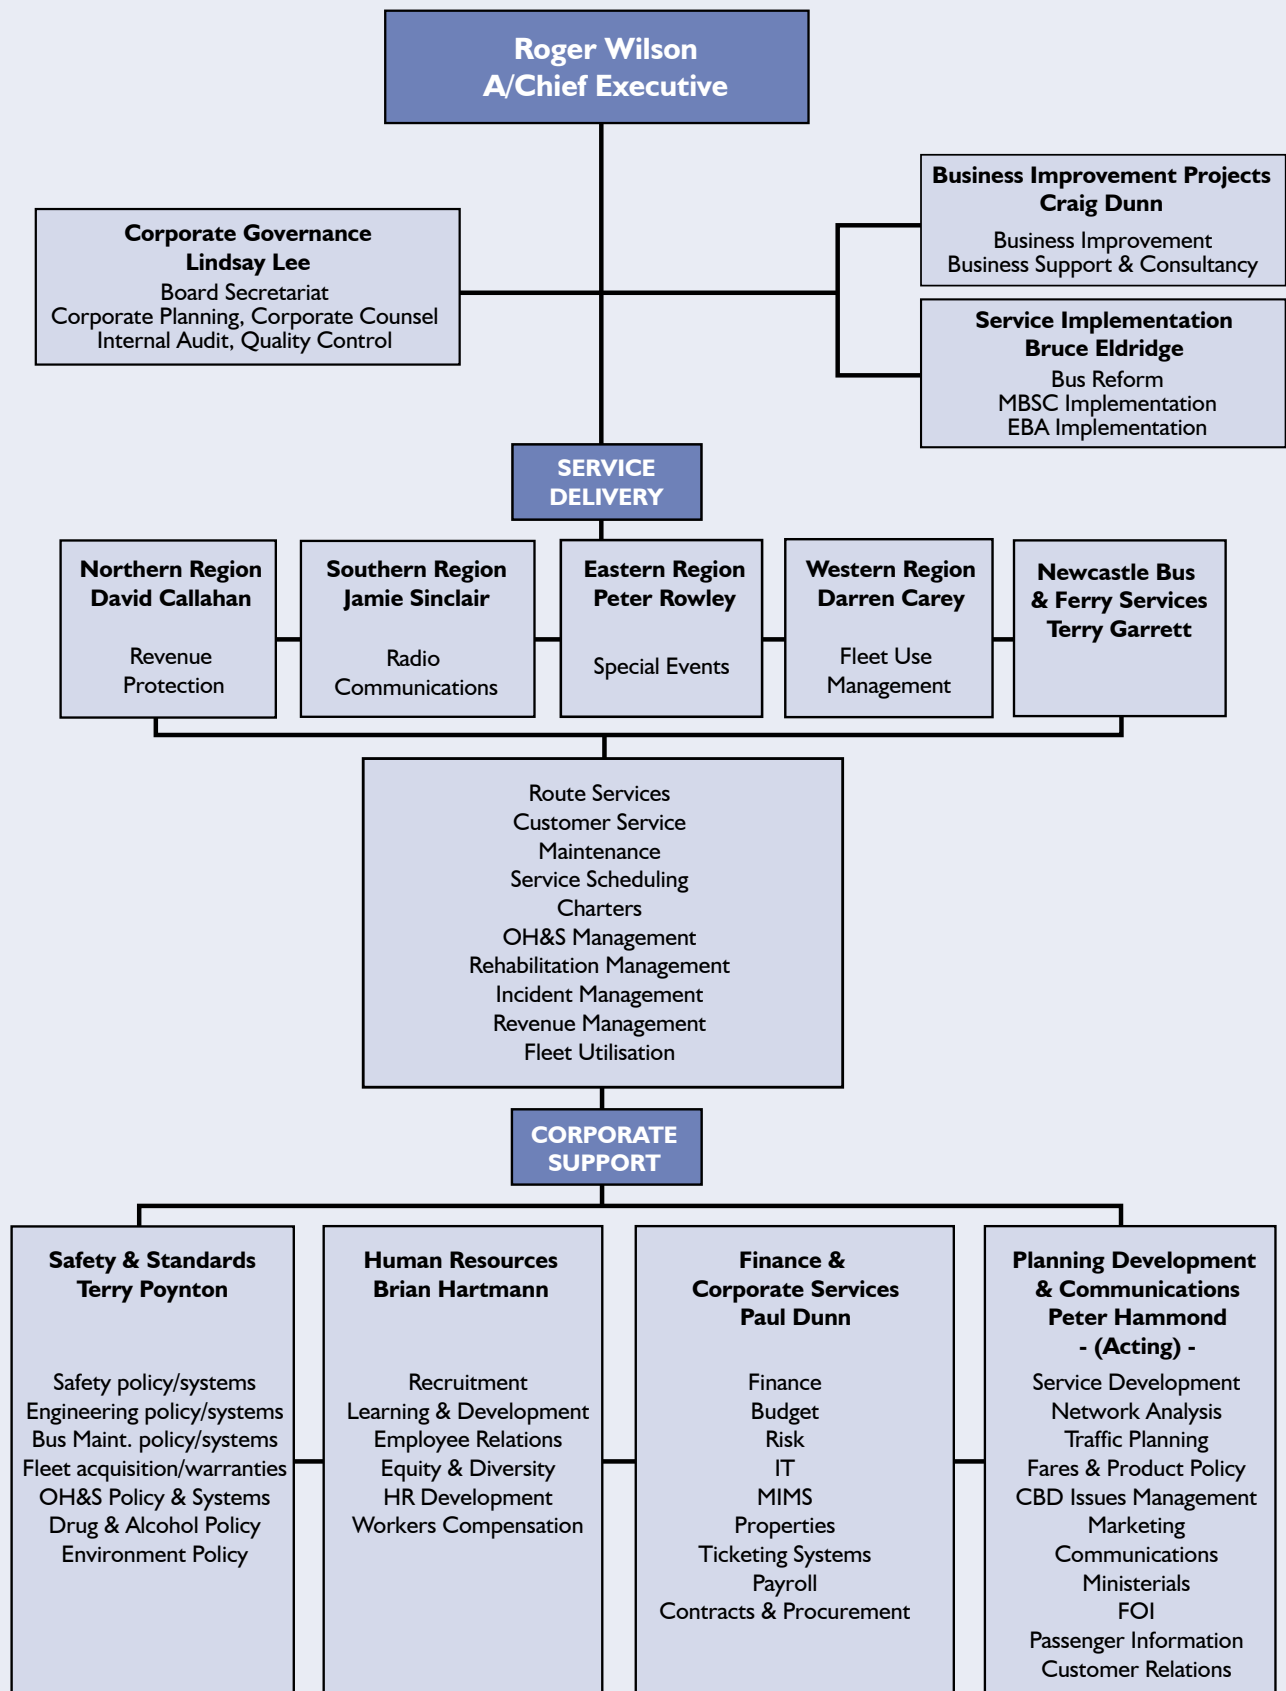 Roger Wilson
A/Chief Executive
Business Improvement Projects
Craig Dunn
Business Improvement
Business Support & Consultancy
Corporate Governance
Lindsay Lee
Board Secretariat
Corporate Planning, Corporate Counsel
Internal Audit, Quality Control
Service Implementation
Bruce Eldridge
Bus Reform
MBSC Implementation
EBA Implementation
SERVICE
DELIVERY
Northern Region
David Callahan
Revenue
Protection
Southern Region
Jamie Sinclair
Radio
Communications
Eastern Region
Peter Rowley
Special Events
Western Region
Darren Carey
Fleet Use
Management
Newcastle Bus
& Ferry Services
Terry Garrett
Route Services
Customer Service
Maintenance
Service Scheduling
Charters
OH&S Management
Rehabilitation Management
Incident Management
Revenue Management
Fleet Utilisation
CORPORATE
SUPPORT
Safety & Standards
Terry Poynton
Safety policy/systems
Engineering policy/systems
Bus Maint. policy/systems
Fleet acquisition/warranties
OH&S Policy & Systems
Drug & Alcohol Policy
Environment Policy
Human Resources
Brian Hartmann
Recruitment
Learning & Development
Employee Relations
Equity & Diversity
HR Development
Workers Compensation
Finance &
Corporate Services
Paul Dunn
Finance
Budget
Risk
IT
MIMS
Properties
Ticketing Systems
Payroll
Contracts & Procurement
Planning Development
& Communications
Peter Hammond
- (Acting) -
Service Development
Network Analysis
Traffic Planning
Fares & Product Policy
CBD Issues Management
Marketing
Communications
Ministerials
FOI
Passenger Information
Customer Relations